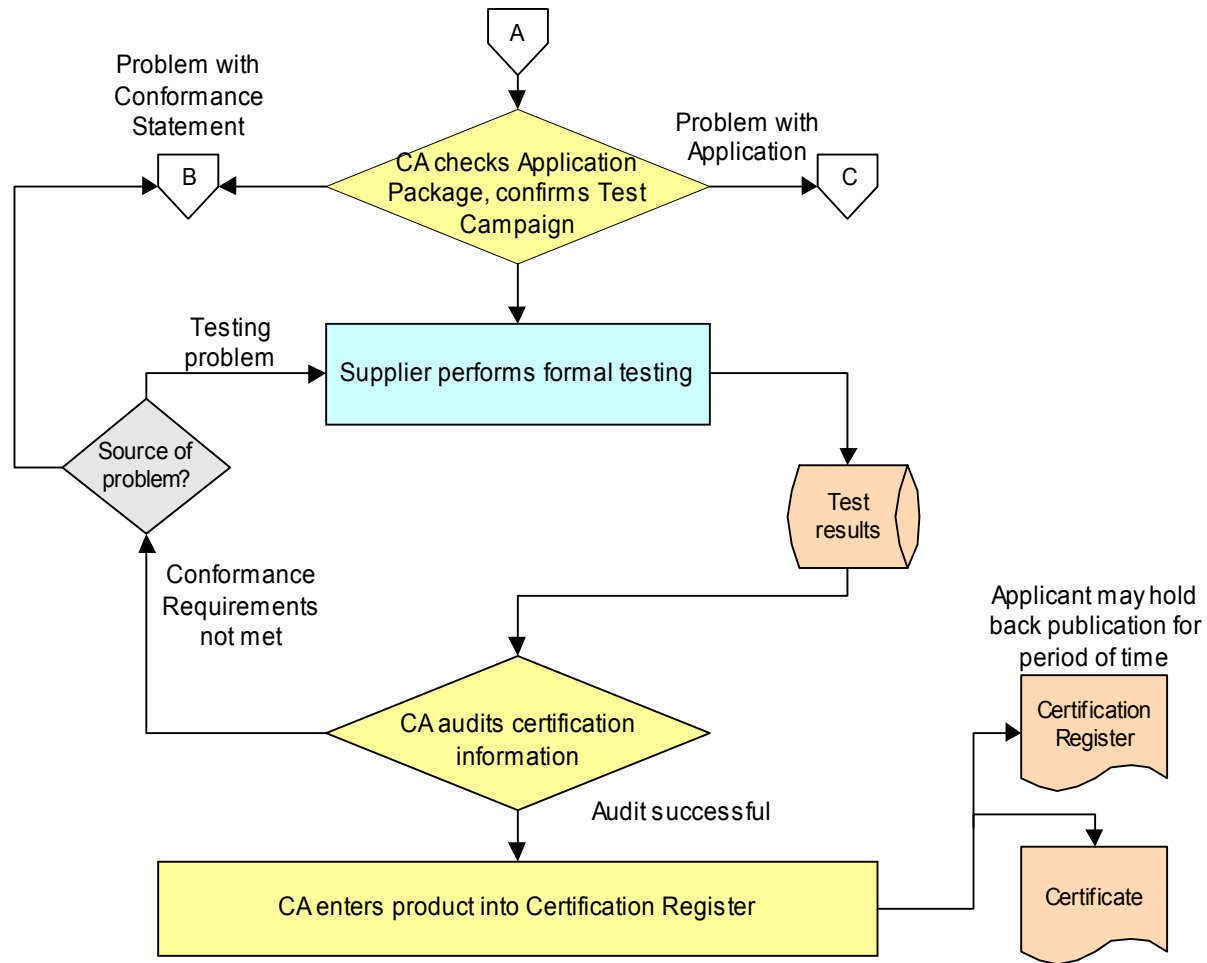 A
Problem with
Conformance
Statement
Problem with
Application
B
CA checks Application
Package, confirms Test
Campaign
C
Testing
problem
Supplier performs formal testing
Source of
problem?
Test
results
Conformance
Requirements
not met
Applicant may hold
back publication for
period of time
CA audits certification
information
Certification
Register
Audit successful
CA enters product into Certification Register
Certificate